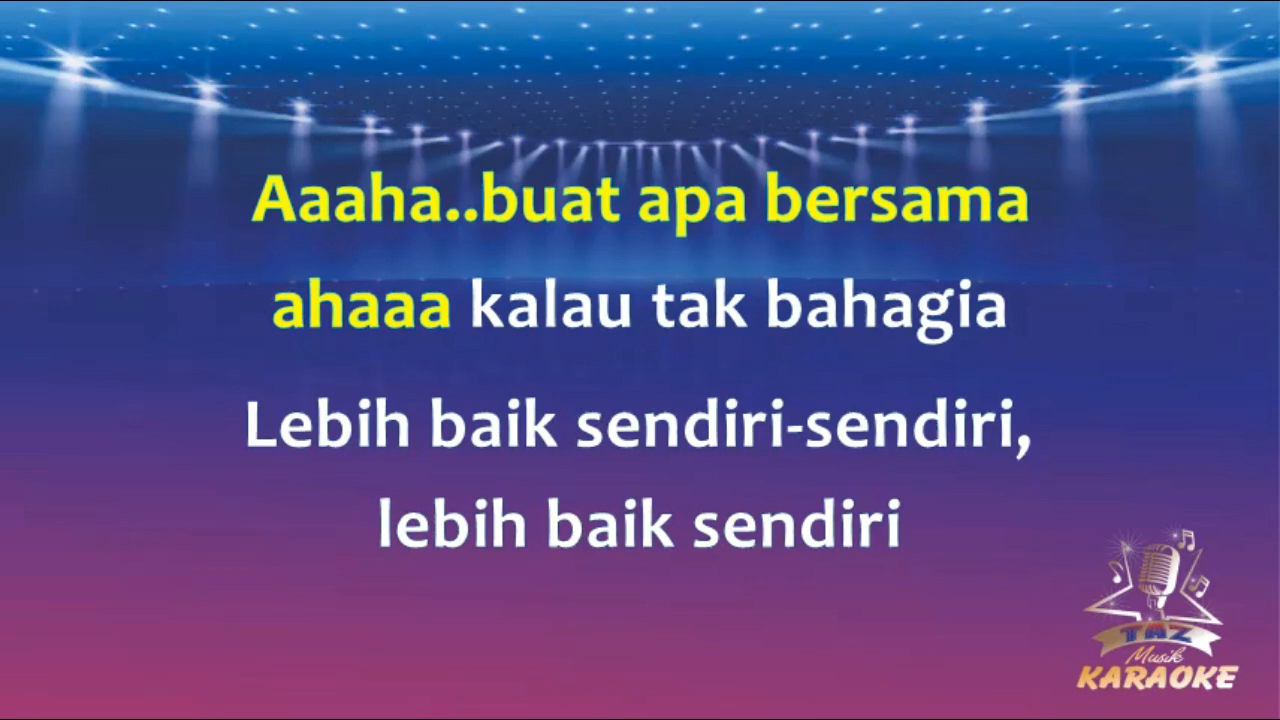 Aaaha..buat apa bersama
ahaaa kalau tak bahagia
Lebih baik sendiri-sendiri,
lebih baik sendiri
TAZ
Musik
KARAOKE